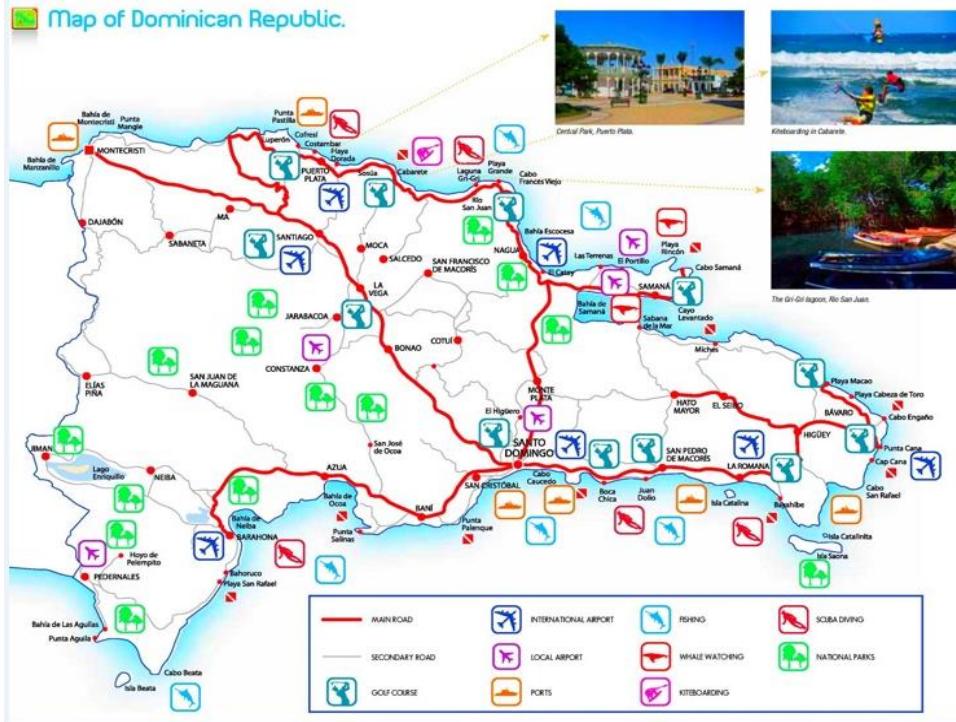 Map of Dominican Republic.
Central Park, Puerto Plata.
Kiteboarding in Cabarete.
The Gri-Gri lagoon, Río San Juan.
Bahía de
Montecristi
Punta
Mangle
Punta
Pastilla
Luperón
Cofresí
Costambar
Playa
Dorada
MONTECRISTI
Bahía de
Manzanillo
PUERTO
PLATA
Sosúa
Cabarete
Laguna
Gri-Gri
Playa
Grande
Cabo
Francés Viejo
Río
San Juan
DAJABÓN
MA
SABANETA
SANTIAGO
MOCA
SALCEDO
SAN FRANCISCO
DE MACORÍS
NAGUA
Bahía Escocesa
El Catey
Las Terrenas
El Portillo
Playa
Rincón
Cabo Samaná
SAMANÁ
Cayo
Levantado
Bahía de
Samaná
Sabana
de la Mar
Miches
LA
VEGA
JARABACOA
BONAO
COTUÍ
CONSTANZA
ELÍAS
PIÑA
SAN JUAN DE
LA MAGUANA
MONTE
PLATA
El Higüero
HATO
MAYOR
EL SEIBO
Playa Macao
Playa Cabeza de Toro
BÁVARO
Cabo Engaño
HIGÜEY
Punta Cana
Cap Cana
Cabo
San Rafael
JIMANI
Lago
Enriquillo
NEIBA
San José
de Ocoa
AZUA
SANTO
DOMINGO
SAN CRISTÓBAL
SAN PEDRO
DE MACORÍS
LA ROMANA
Cabo
Caucedo
Boca
Chica
Juan
Dolio
Isla Catalina
Bayahíbe
Isla Catalinita
Isla Saona
Bahía de
Ocoa
BANÍ
Punta
Salinas
Punta
Palenque
Bahía de
Neiba
BARAHONA
Hoyo de
Pelempito
PEDERNALES
Bahoruco
Playa San Rafael
Bahía de Las Aguilas
Punta Aguila
Isla Beata
Cabo Beata
MAIN ROAD
INTERNATIONAL AIRPORT
FISHING
SCUBA DIVING
SECONDARY ROAD
LOCAL AIRPORT
WHALE WATCHING
NATIONAL PARKS
GOLF COURSE
PORTS
KITEBOARDING